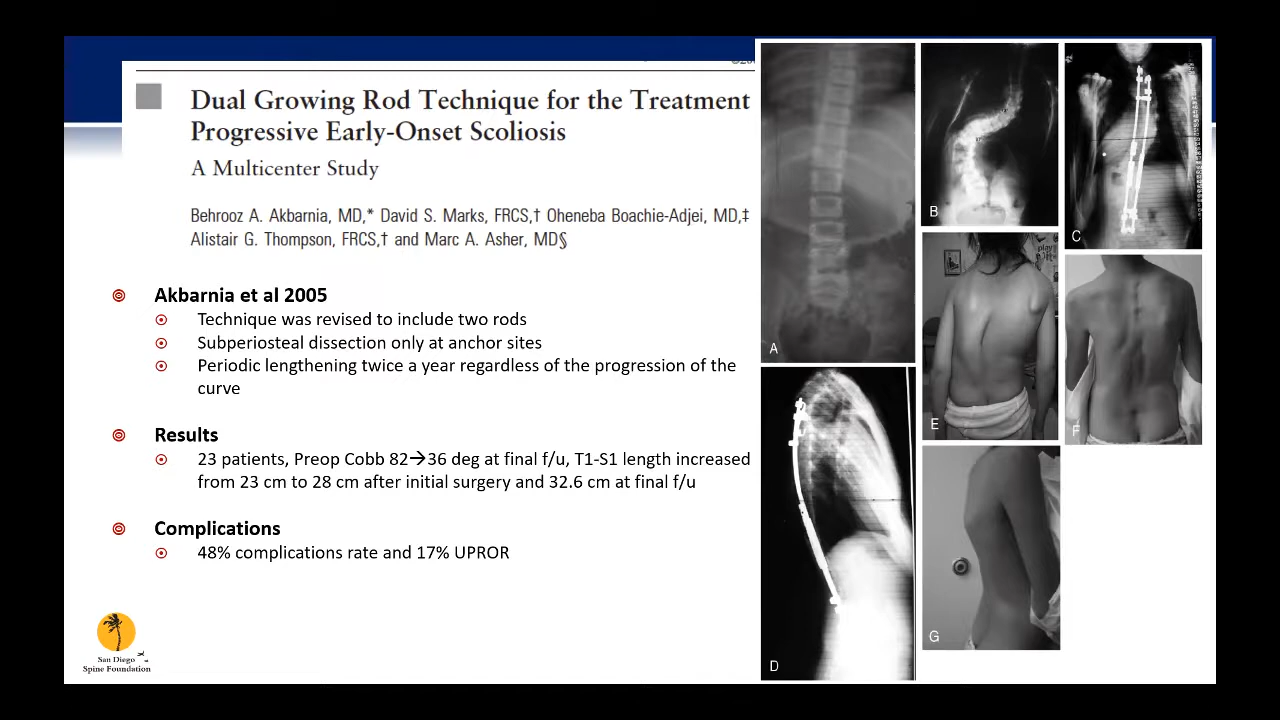 Dual Growing Rod Technique for the Treatment
Progressive Early-Onset Scoliosis
A Multicenter Study
Behrooz A. Akbarnia, MD,* David S. Marks, FRCS,† Oheneba Boachie-Adjei, MD,‡
Alistair G. Thompson, FRCS,† and Marc A. Asher, MD§
Akbarnia et al 2005
Technique was revised to include two rods
Subperiosteal dissection only at anchor sites
Periodic lengthening twice a year regardless of the progression of the
curve
Results
23 patients, Preop Cobb 82→36 deg at final f/u, T1-S1 length increased
from 23 cm to 28 cm after initial surgery and 32.6 cm at final f/u
Complications
48% complications rate and 17% UPROR
San Diego
Spine Foundation
A
B
C
D
E
F
G